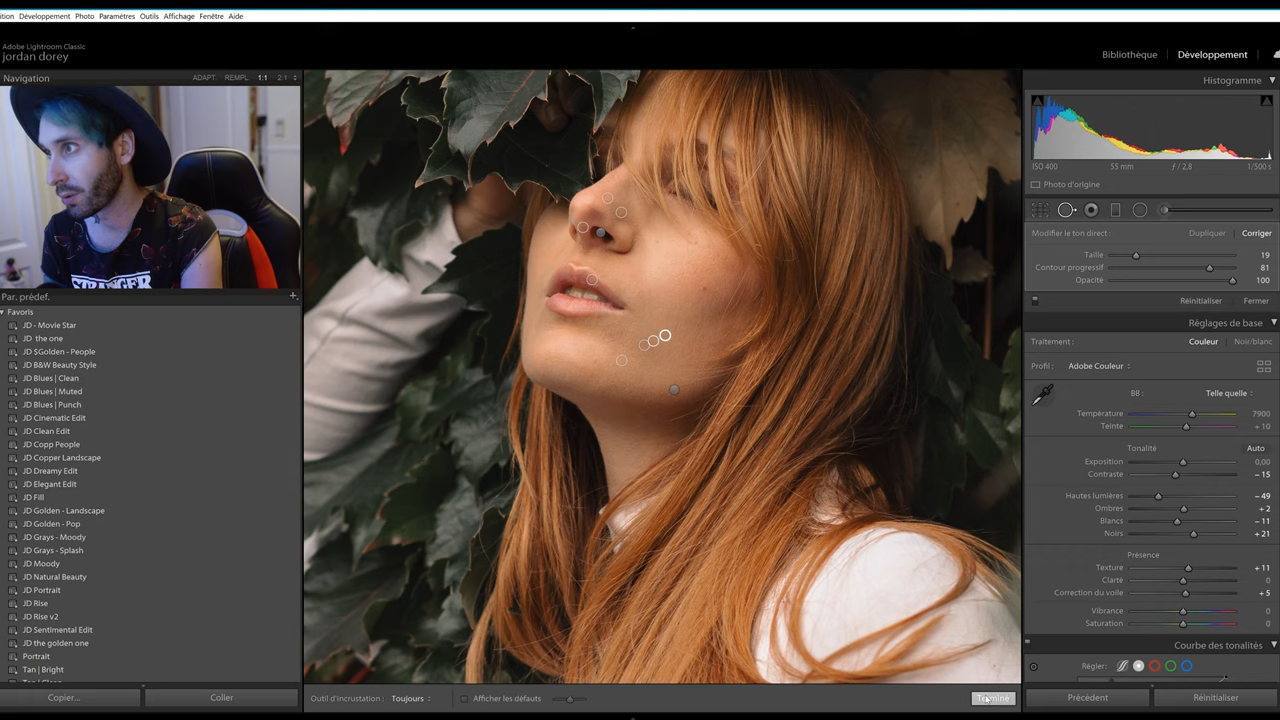 ition Développement Photo Paramètres Outils Affichage Fenêtre Aide
Adobe Lightroom Classic
jordan dorey
Bibliothèque | Développement |
Navigation ADAPT. REMPL. 1:1 2:1
STRANGER
Par. prédéf.
Favoris
JD - Movie Star
JD the one
JD $Golden - People
JD B&W Beauty Style
JD Blues | Clean
JD Blues | Muted
JD Blues | Punch
JD Cinematic Edit
JD Clean Edit
JD Copp People
JD Copper Landscape
JD Dreamy Edit
JD Elegant Edit
JD Fill
JD Golden - Landscape
JD Golden - Pop
JD Grays - Moody
JD Grays - Splash
JD Moody
JD Natural Beauty
JD Portrait
JD Rise
JD Rise v2
JD Sentimental Edit
JD the golden one
Portrait
Tan | Bright
Copier... Coller
Outil d'incrustation : Toujours Afficher les défauts Terminé
Histogramme
ISO 400 55 mm ƒ / 2,8 1/500 s
Photo d'origine
Modifier le ton direct : Dupliquer Corriger
Taille 19
Contour progressif 81
Opacité 100
Réinitialiser Fermer
Réglages de base
Traitement : Couleur Noir/blanc
Profil : Adobe Couleur
BB : Telle quelle
Température 7900
Teinte + 10
Tonalité Auto
Exposition 0,00
Contraste – 15
Hautes lumières – 49
Ombres + 2
Blancs – 11
Noirs + 21
Présence
Texture + 11
Clarté 0
Correction du voile + 5
Vibrance 0
Saturation 0
Courbe des tonalités
Régler :
Précédent Réinitialiser